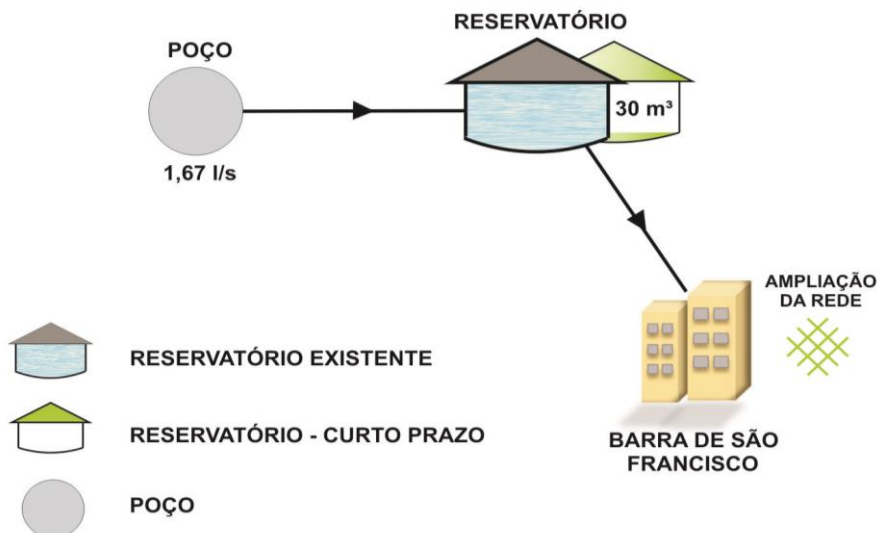 RESERVATÓRIO
POÇO
30 m³
1,67 l/s
AMPLIAÇÃO
DA REDE
RESERVATÓRIO EXISTENTE
RESERVATÓRIO - CURTO PRAZO
BARRA DE SÃO
FRANCISCO
POÇO